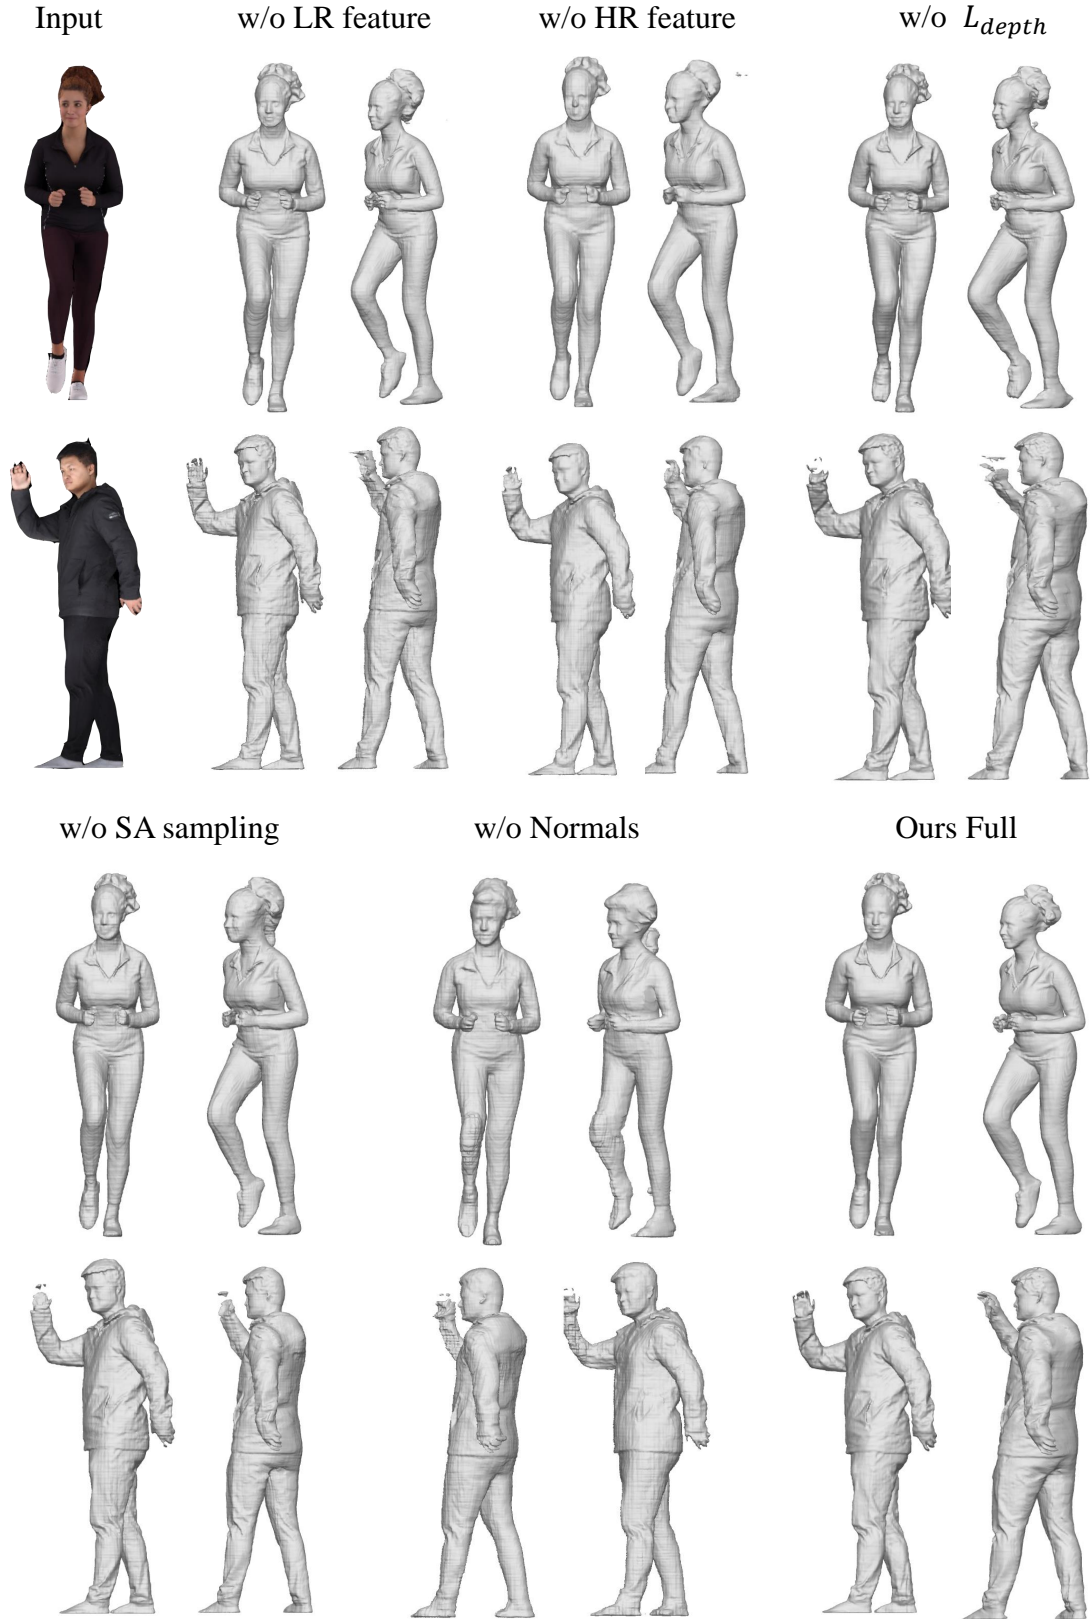 Input
w/o LR feature
w/o HR feature
w/o L_depth
w/o SA sampling
w/o Normals
Ours Full